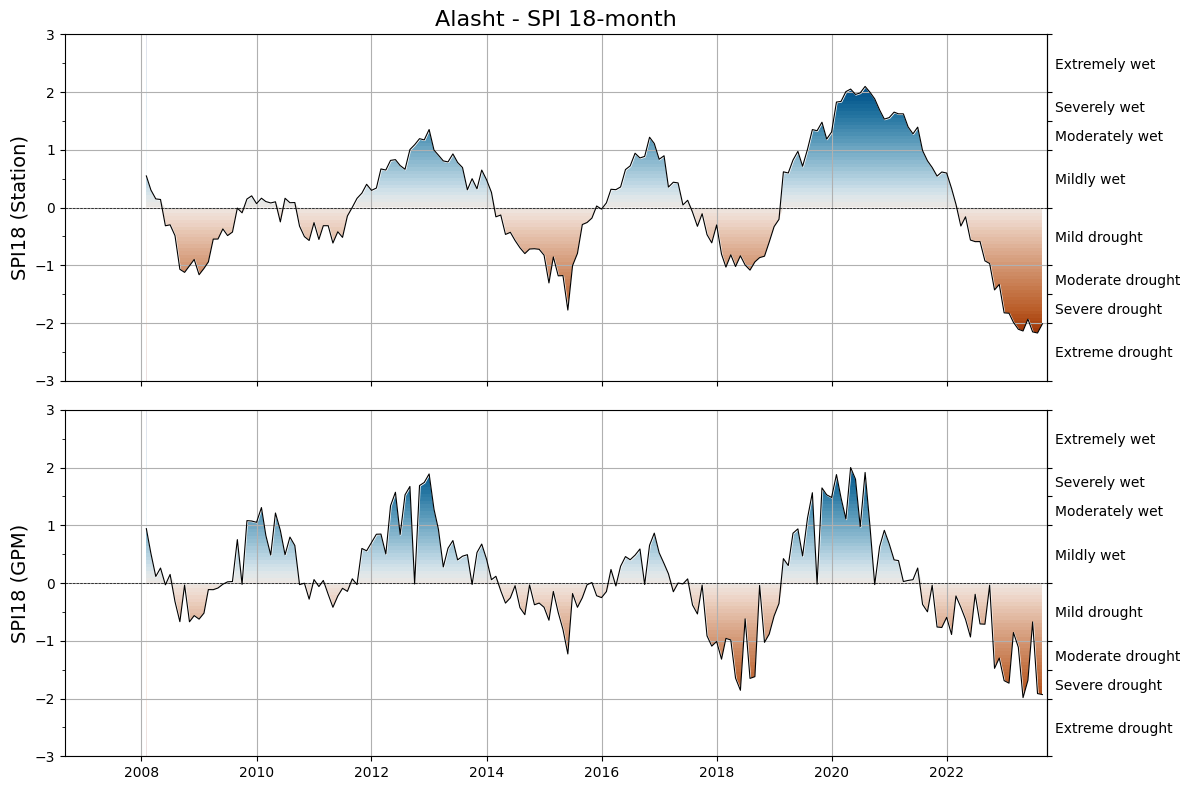 Alasht - SPI 18-month
SPI18 (Station)
3
2
1
0
−1
−2
−3
Extremely wet
Severely wet
Moderately wet
Mildly wet
Mild drought
Moderate drought
Severe drought
Extreme drought
SPI18 (GPM)
3
2
1
0
−1
−2
−3
Extremely wet
Severely wet
Moderately wet
Mildly wet
Mild drought
Moderate drought
Severe drought
Extreme drought
2008 2010 2012 2014 2016 2018 2020 2022